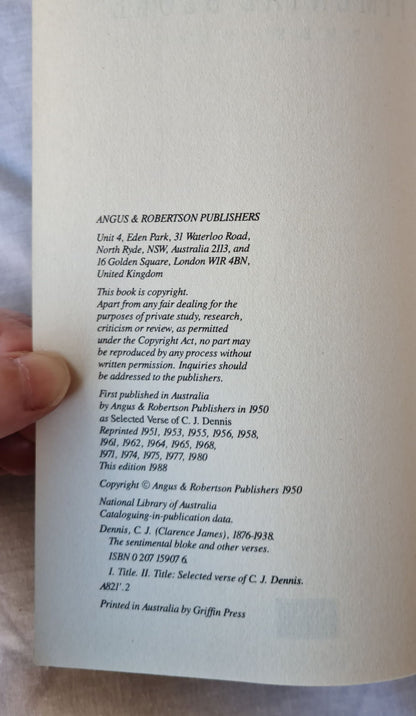 ANGUS & ROBERTSON PUBLISHERS
Unit 4, Eden Park, 31 Waterloo Road,
North Ryde, NSW, Australia 2113, and
16 Golden Square, London W1R 4BN,
United Kingdom
This book is copyright.
Apart from any fair dealing for the
purposes of private study, research,
criticism or review, as permitted
under the Copyright Act, no part may
be reproduced by any process without
written permission. Inquiries should
be addressed to the publishers.
First published in Australia
by Angus & Robertson Publishers in 1950
as Selected Verse of C. J. Dennis
Reprinted 1951, 1953, 1955, 1956, 1958,
1961, 1962, 1964, 1965, 1968,
1971, 1974, 1975, 1977, 1980
This edition 1988
Copyright © Angus & Robertson Publishers 1950
National Library of Australia
Cataloguing-in-publication data.
Dennis, C. J. (Clarence James), 1876-1938.
The sentimental bloke and other verses.
ISBN 0 207 15907 6.
I. Title. II. Title: Selected verse of C. J. Dennis.
A821'.2
Printed in Australia by Griffin Press